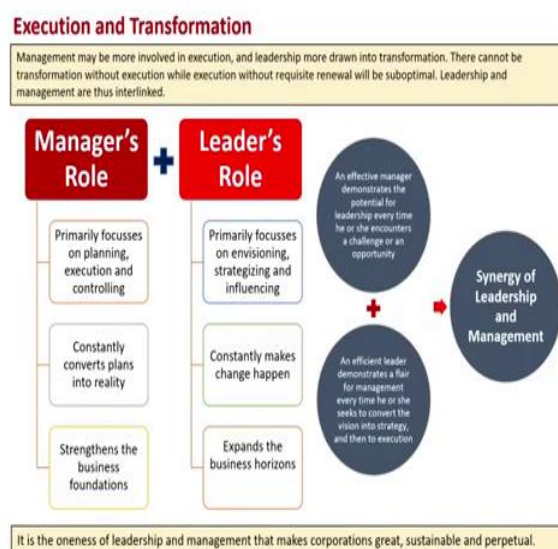 Execution and Transformation
Management may be more involved in execution, and leadership more drawn into transformation. There cannot be
transformation without execution while execution without requisite renewal will be suboptimal. Leadership and
management are thus interlinked.
Manager's
Role
Leader's
Role
Primarily focusses
on planning,
execution and
controlling
Primarily focusses
on envisioning,
strategizing and
influencing
Constantly
converts plans
into reality
Constantly makes
change happen
Strengthens the
business
foundations
Expands the
business horizons
An effective manager
demonstrates the
potential for
leadership every time
he or she encounters
a challenge or an
opportunity
An efficient leader
demonstrates a flair
for management
every time he or she
seeks to convert the
vision into strategy,
and then to execution
Synergy of
Leadership
and
Management
It is the oneness of leadership and management that makes corporations great, sustainable and perpetual.